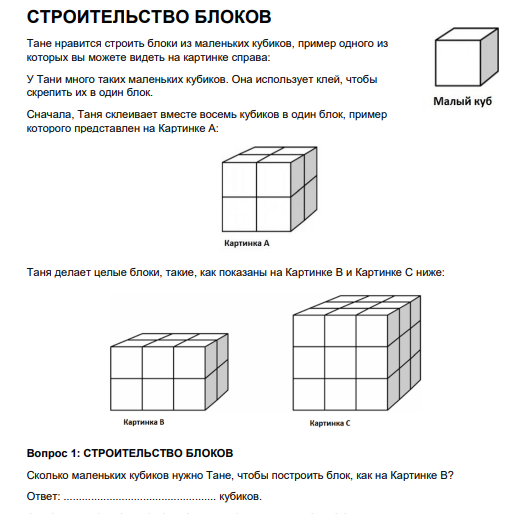 СТРОИТЕЛЬСТВО БЛОКОВ
Тане нравится строить блоки из маленьких кубиков, пример одного из
которых вы можете видеть на картинке справа:
У Тани много таких маленьких кубиков. Она использует клей, чтобы
скрепить их в один блок.
Малый куб
Сначала, Таня склеивает вместе восемь кубиков в один блок, пример
которого представлен на Картинке А:
Картинка А
Таня делает целые блоки, такие, как показаны на Картинке В и Картинке С ниже:
Картинка В
Картинка С
Вопрос 1: СТРОИТЕЛЬСТВО БЛОКОВ
Сколько маленьких кубиков нужно Тане, чтобы построить блок, как на Картинке В?
Ответ: ................................................. кубиков.